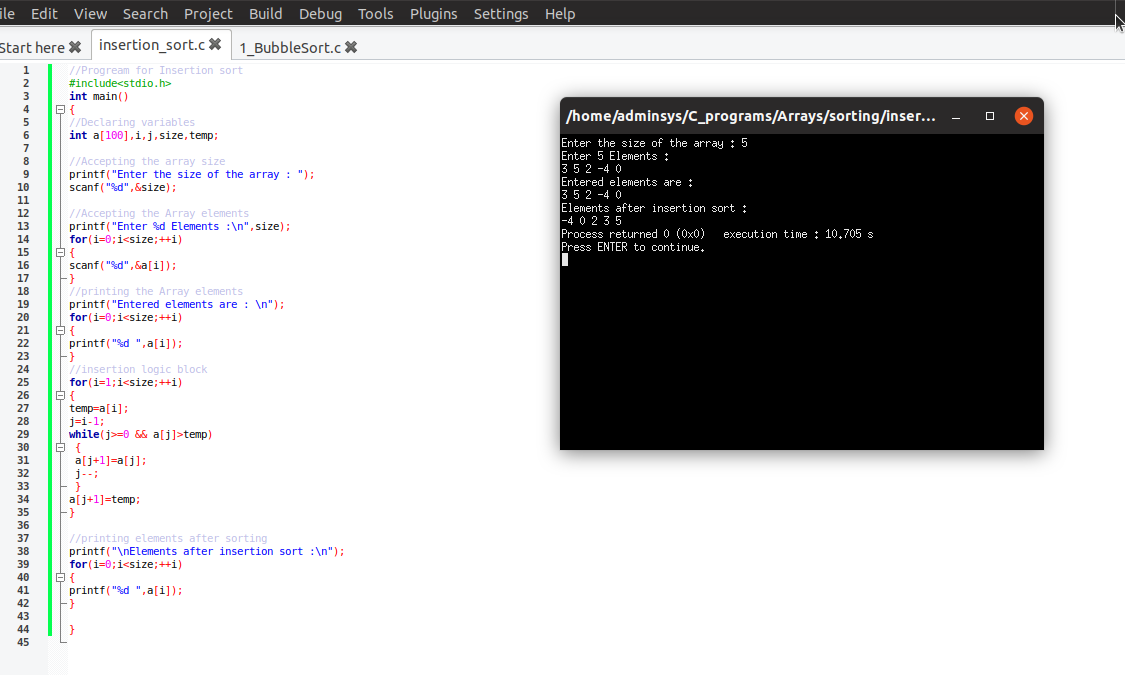 ile Edit View Search Project Build Debug Tools Plugins Settings Help
Start here insertion_sort.c 1_BubbleSort.c
1 //Progream for Insertion sort
2 #include<stdio.h>
3 int main()
4 {
5 //Declaring variables
6 int a[100],i,j,size,temp;
7
8 //Accepting the array size
9 printf("Enter the size of the array : ");
10 scanf("%d",&size);
11
12 //Accepting the Array elements
13 printf("Enter %d Elements :\n",size);
14 for(i=0;i<size;++i)
15 {
16 scanf("%d",&a[i]);
17 }
18 //printing the Array elements
19 printf("Entered elements are : \n");
20 for(i=0;i<size;++i)
21 {
22 printf("%d ",a[i]);
23 }
24 //insertion logic block
25 for(i=1;i<size;++i)
26 {
27 temp=a[i];
28 j=i-1;
29 while(j>=0 && a[j]>temp)
30 {
31 a[j+1]=a[j];
32 j--;
33 }
34 a[j+1]=temp;
35 }
36
37 //printing elements after sorting
38 printf("\nElements after insertion sort :\n");
39 for(i=0;i<size;++i)
40 {
41 printf("%d ",a[i]);
42 }
43
44 }
45
/home/adminsys/C_programs/Arrays/sorting/inser...
Enter the size of the array : 5
Enter 5 Elements :
3 5 2 -4 0
Entered elements are :
3 5 2 -4 0
Elements after insertion sort :
-4 0 2 3 5
Process returned 0 (0x0) execution time : 10.705 s
Press ENTER to continue.